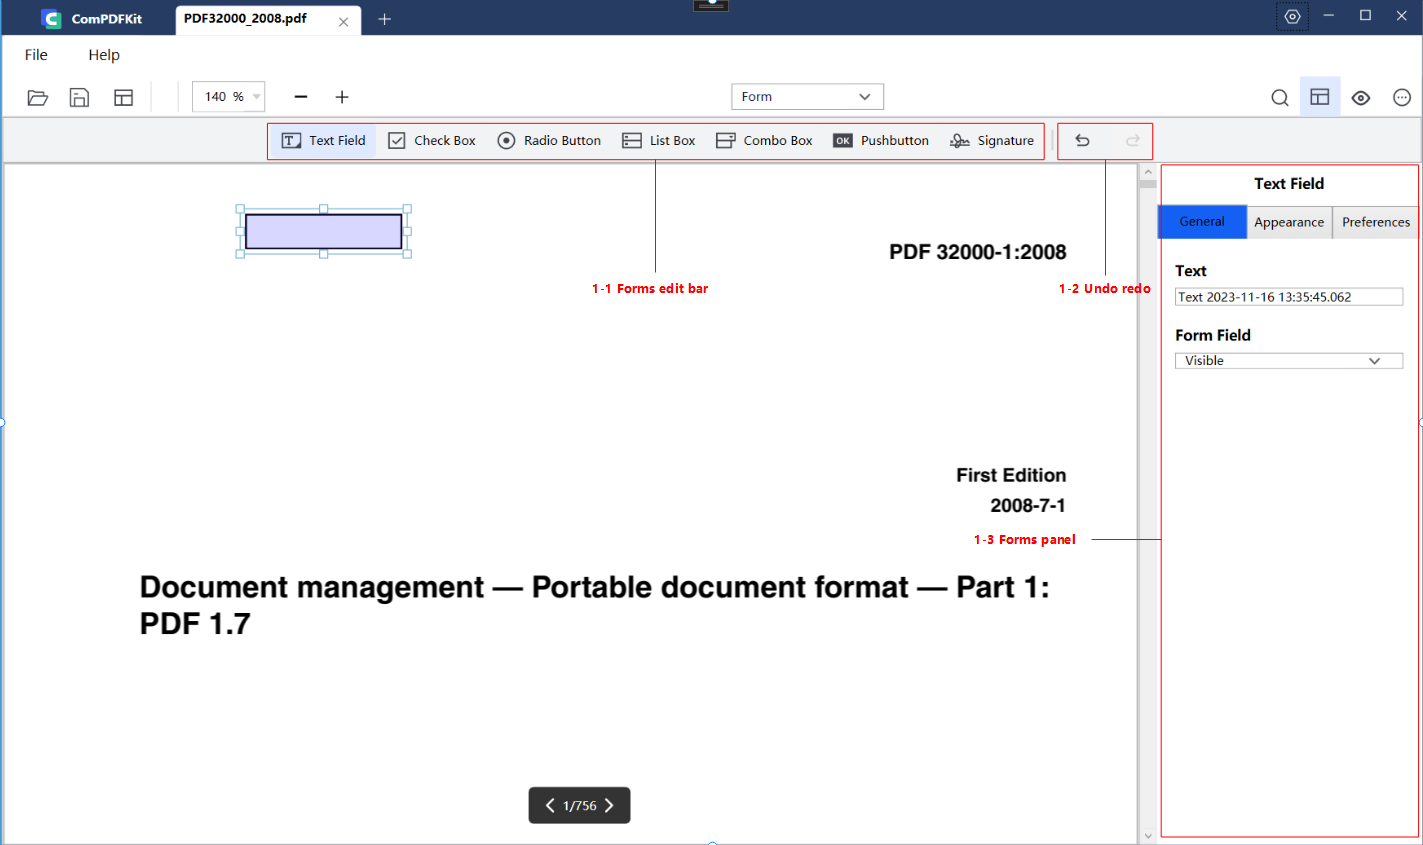 ComPDFKit
PDF32000_2008.pdf
File
Help
140 %
Form
Text Field
Check Box
Radio Button
List Box
Combo Box
OK
Pushbutton
Signature
Text Field
General
Appearance
Preferences
PDF 32000-1:2008
Text
1-1 Forms edit bar
1-2 Undo redo
Text 2023-11-16 13:35:45.062
Form Field
Visible
First Edition
2008-7-1
1-3 Forms panel
Document management — Portable document format — Part 1:
PDF 1.7
1/756